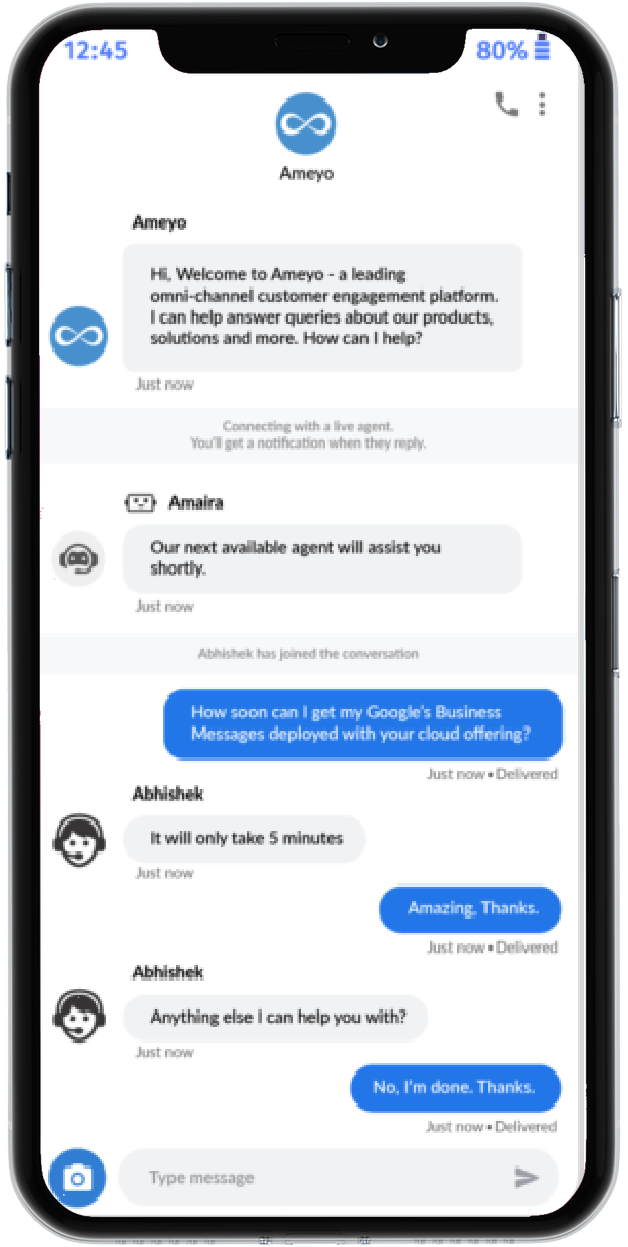 12:45
80%
Ameyo
Ameyo
Hi, Welcome to Ameyo - a leading
omni-channel customer engagement platform.
I can help answer queries about our products,
solutions and more. How can I help?
Just now
Connecting with a live agent.
You'll get a notification when they reply.
Amaira
Our next available agent will assist you
shortly.
Just now
Abhishek has joined the conversation
How soon can I get my Google's Business
Messages deployed with your cloud offering?
Just now • Delivered
Abhishek
It will only take 5 minutes
Just now
Amazing, Thanks.
Just now • Delivered
Abhishek
Anything else I can help you with?
Just now
No, I'm done. Thanks.
Just now • Delivered
Type message